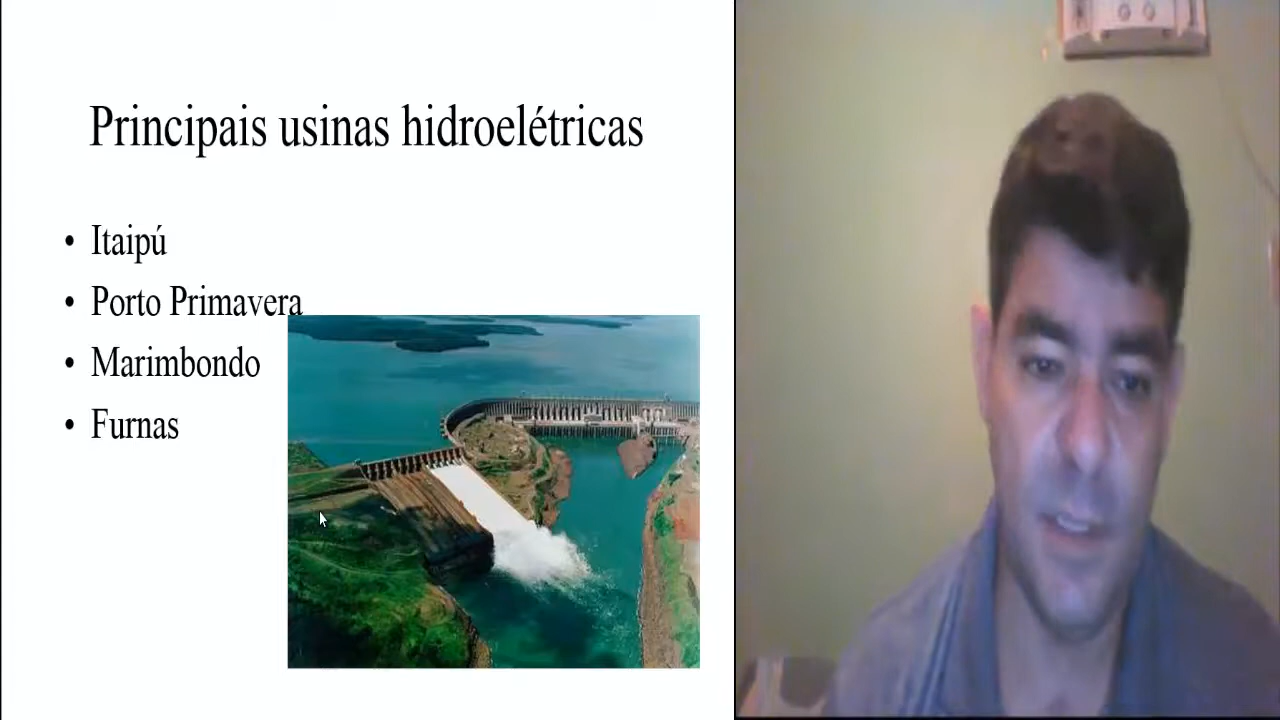 Principais usinas hidroelétricas
• Itaipú
• Porto Primavera
• Marimbondo
• Furnas